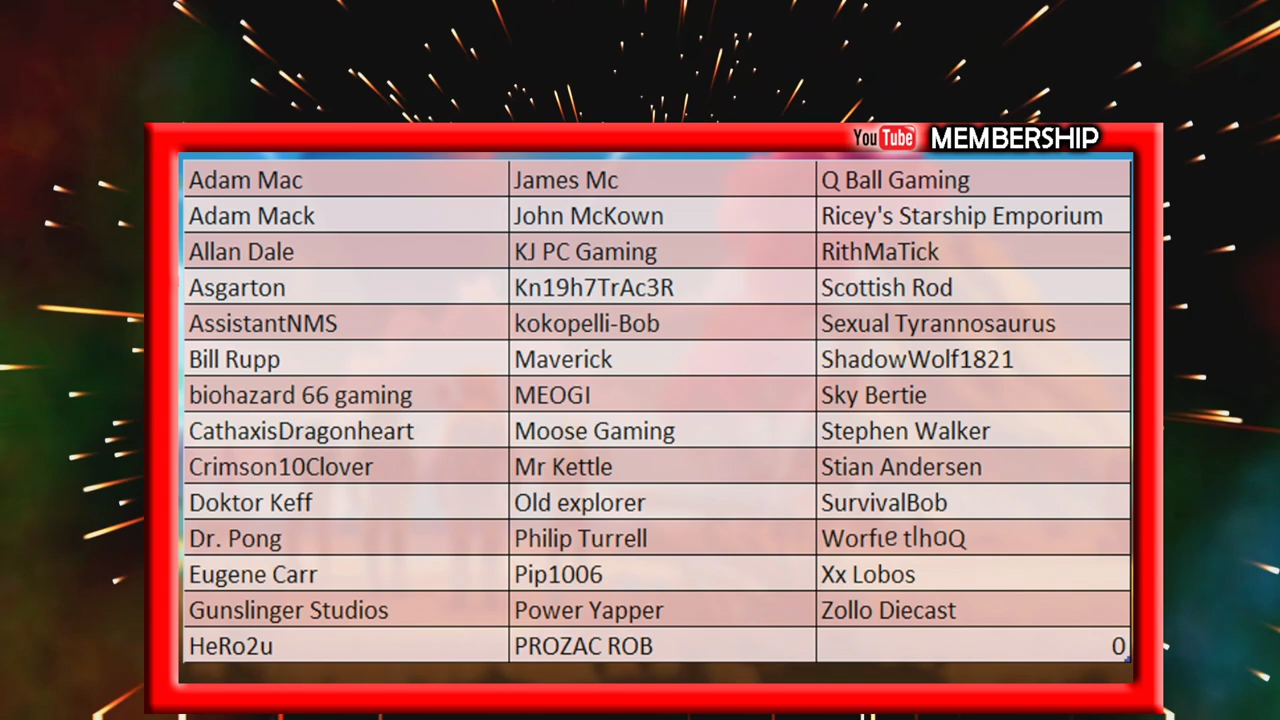 YouTube MEMBERSHIP
Adam Mac James Mc Q Ball Gaming
Adam Mack John McKown Ricey's Starship Emporium
Allan Dale KJ PC Gaming RithMaTick
Asgarton Kn19h7TrAc3R Scottish Rod
AssistantNMS kokopelli-Bob Sexual Tyrannosaurus
Bill Rupp Maverick ShadowWolf1821
biohazard 66 gaming MEOGI Sky Bertie
CathaxisDragonheart Moose Gaming Stephen Walker
Crimson10Clover Mr Kettle Stian Andersen
Doktor Keff Old explorer SurvivalBob
Dr. Pong Philip Turrell Worfıe tlhaQ
Eugene Carr Pip1006 Xx Lobos
Gunslinger Studios Power Yapper Zollo Diecast
HeRo2u PROZAC ROB 0